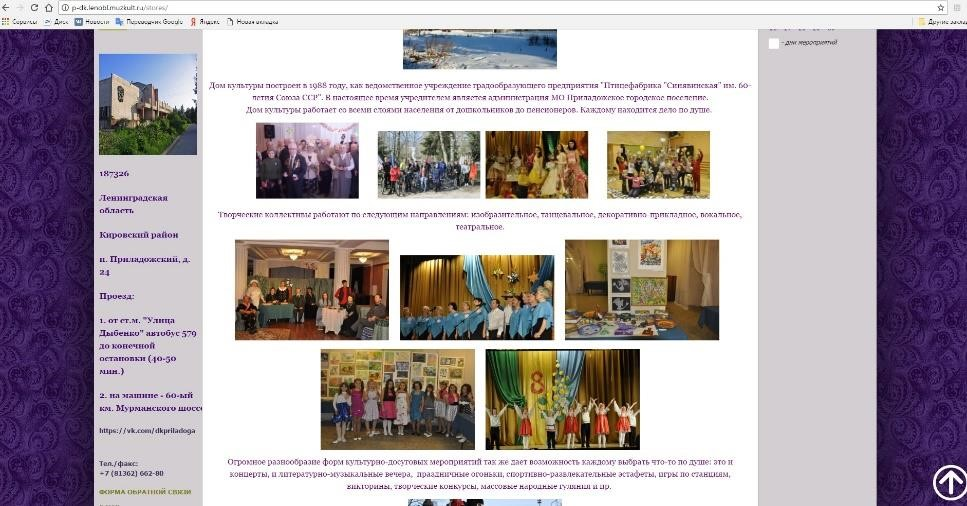 p-dk.lenobl.muzkult.ru/stores/
Сервисы Диск Новости Переводчик Google Яндекс Новая вкладка Другие заклад
- дни мероприятий
Дом культуры построен в 1988 году, как ведомственное учреждение градообразующего предприятия "Птицефабрика "Синявинская" им. 60-
летия Союза ССР". В настоящее время учредителем является администрация МО Приладожское городское поселение.
Дом культуры работает со всеми слоями населения от дошкольников до пенсионеров. Каждому находится дело по душе.
187326
Ленинградская
область
Кировский район
п. Приладожский, д.
24
Проезд:
1. от ст.м. "Улица
Дыбенко" автобус 579
до конечной
остановки (40-50
мин.)
2. на машине - 60-ый
км. Мурманского шоссе
https://vk.com/dkpriladoga
Тел./факс:
+7 (81362) 662-80
ФОРМА ОБРАТНОЙ СВЯЗИ
Творческие коллективы работают по следующим направлениям: изобразительное, танцевальное, декоративно-прикладное, вокальное,
театральное.
8
Огромное разнообразие форм культурно-досуговых мероприятий так же дает возможность каждому выбрать что-то по душе: это и
концерты, и литературно-музыкальные вечера, праздничные огоньки, спортивно-развлекательные эстафеты, игры по станциям,
викторины, творческие конкурсы, массовые народные гуляния и пр.